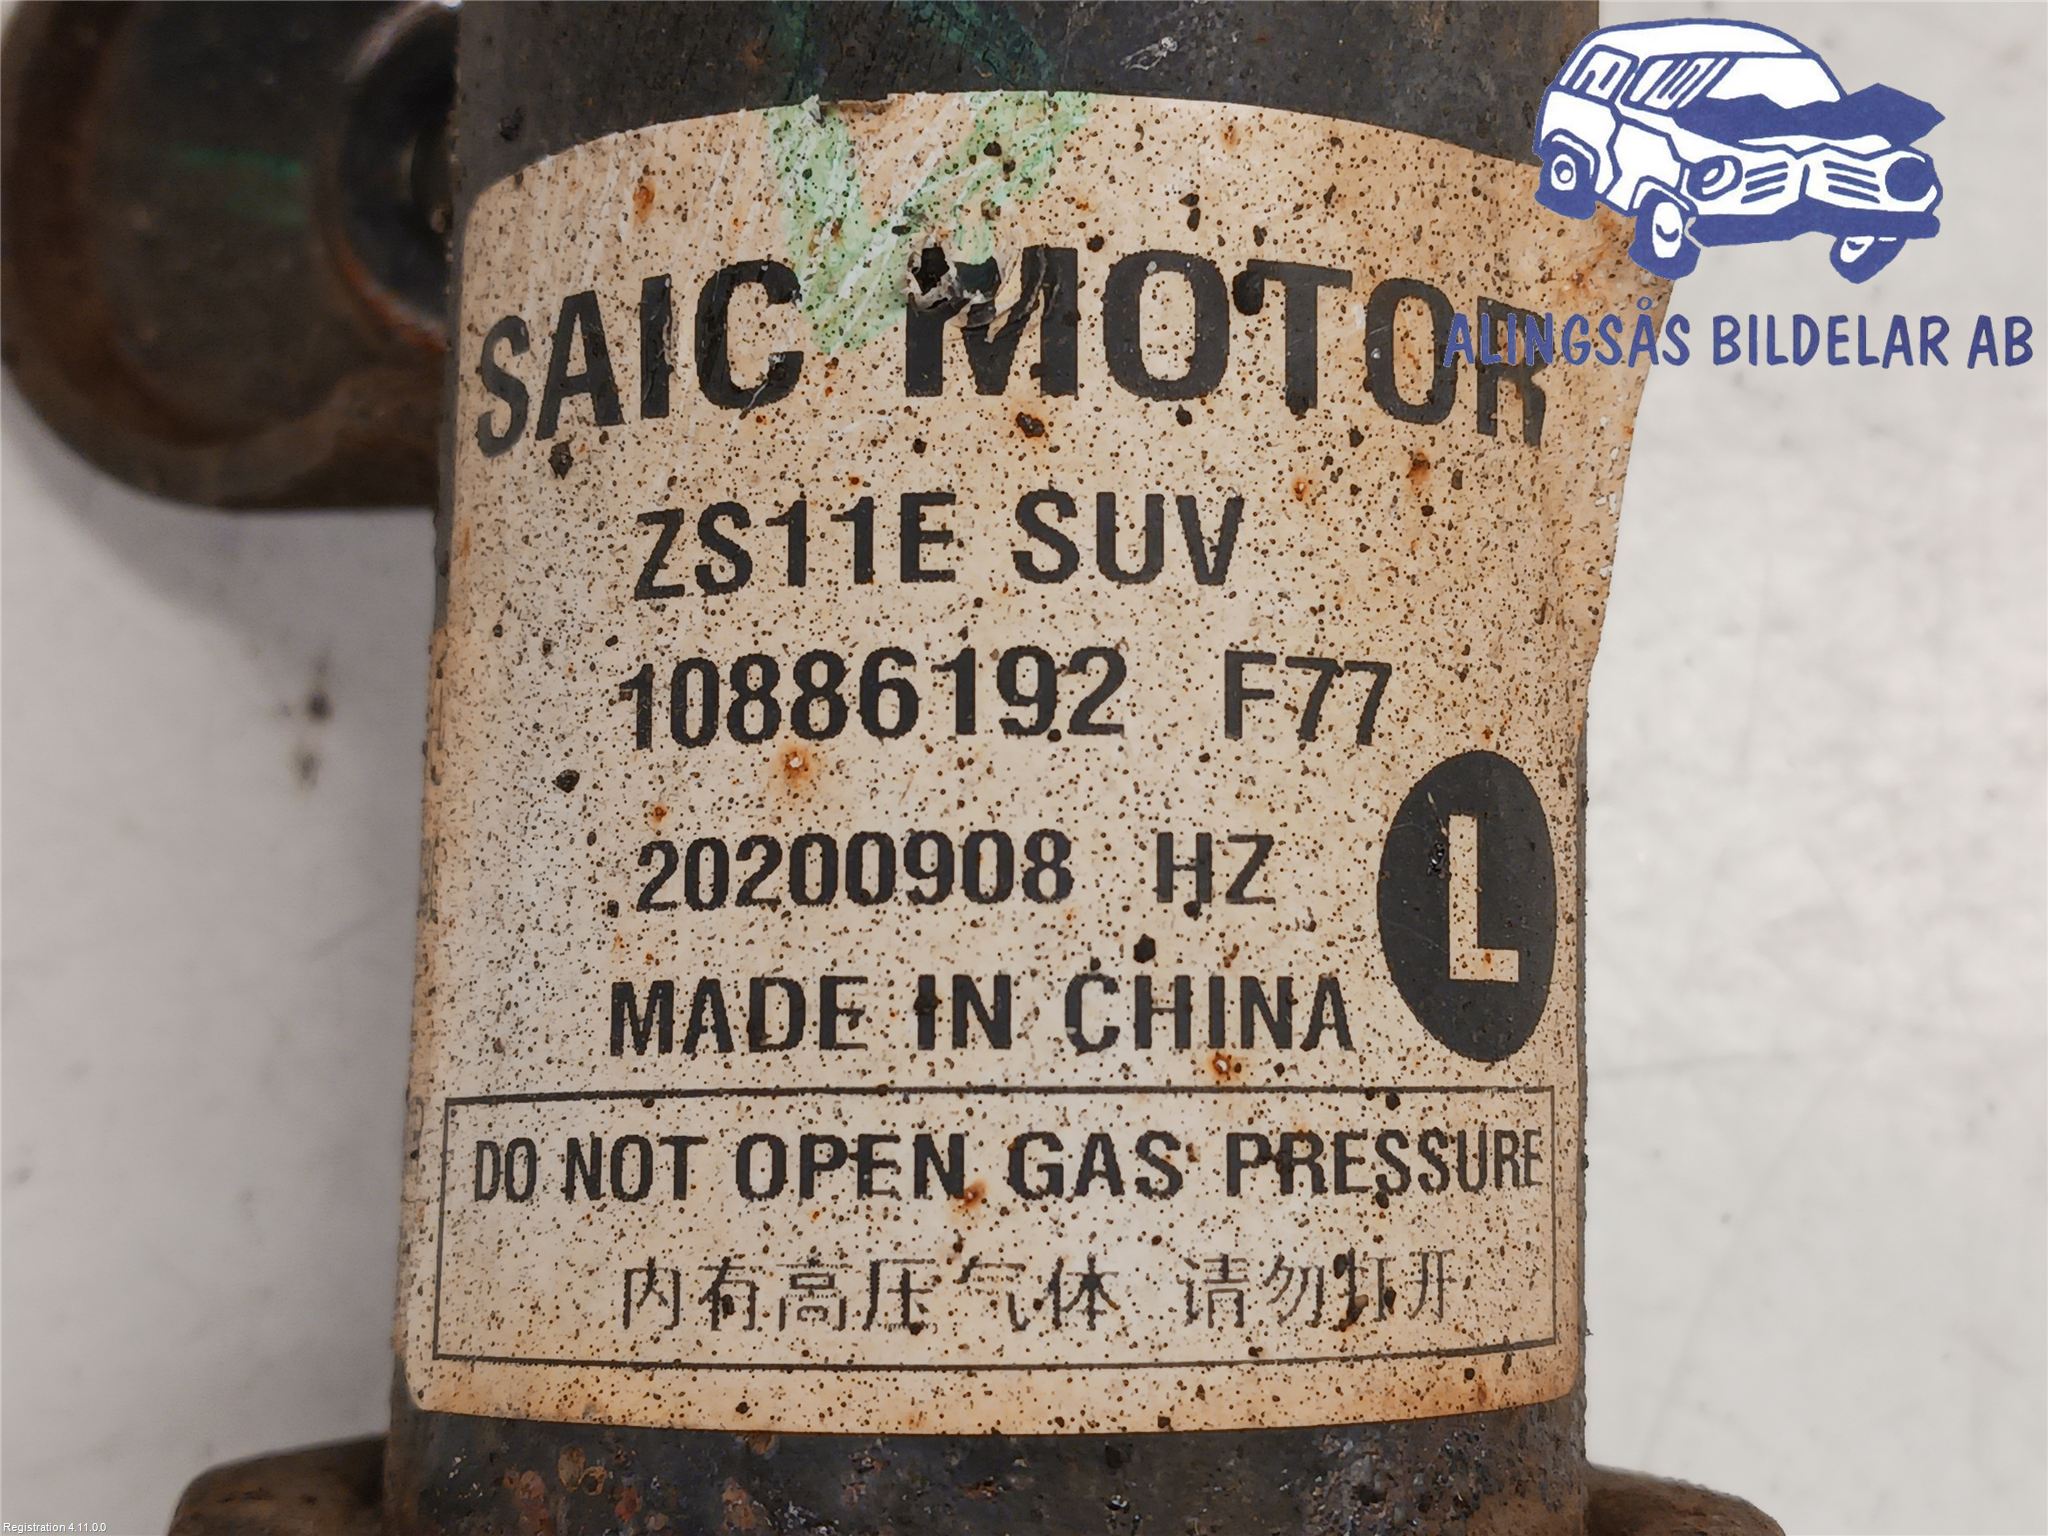 SAIC MOTOR
ALINGSÅS BILDELAR AB
ZS11E SUV
10886192 F77
20200908 HZ
L
MADE IN CHINA
DO NOT OPEN GAS PRESSURE
内有高压气体 请勿打开
Registration 4.11.0.0